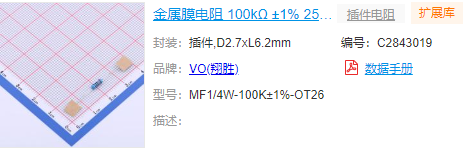 金属膜电阻 100kΩ ±1% 25... 插件电阻 扩展库
封装: 插件,D2.7xL6.2mm 编号: C2843019
品牌: VO(翔胜) 数据手册
型号: MF1/4W-100K±1%-OT26
描述: